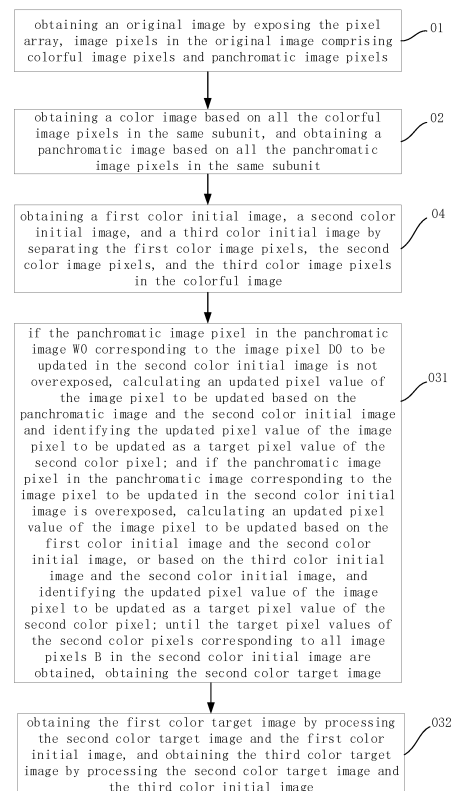 obtaining an original image by exposing the pixel
array, image pixels in the original image comprising
colorful image pixels and panchromatic image pixels
01
obtaining a color image based on all the colorful
image pixels in the same subunit, and obtaining a
panchromatic image based on all the panchromatic
image pixels in the same subunit
02
obtaining a first color initial image, a second color
initial image, and a third color initial image by
separating the first color image pixels, the second
color image pixels, and the third color image pixels
in the colorful image
04
if the panchromatic image pixel in the panchromatic
image W0 corresponding to the image pixel D0 to be
updated in the second color initial image is not
overexposed, calculating an updated pixel value of
the image pixel to be updated based on the
panchromatic image and the second color initial image
and identifying the updated pixel value of the image
pixel to be updated as a target pixel value of the
second color pixel; and if the panchromatic image
pixel in the panchromatic image corresponding to the
image pixel to be updated in the second color initial
image is overexposed, calculating an updated pixel
value of the image pixel to be updated based on the
first color initial image and the second color
initial image, or based on the third color initial
image and the second color initial image, and
identifying the updated pixel value of the image
pixel to be updated as a target pixel value of the
second color pixel; until the target pixel values of
the second color pixels corresponding to all image
pixels B in the second color initial image are
obtained, obtaining the second color target image
031
obtaining the first color target image by processing
the second color target image and the first color
initial image, and obtaining the third color target
image by processing the second color target image and
the third color initial image
032